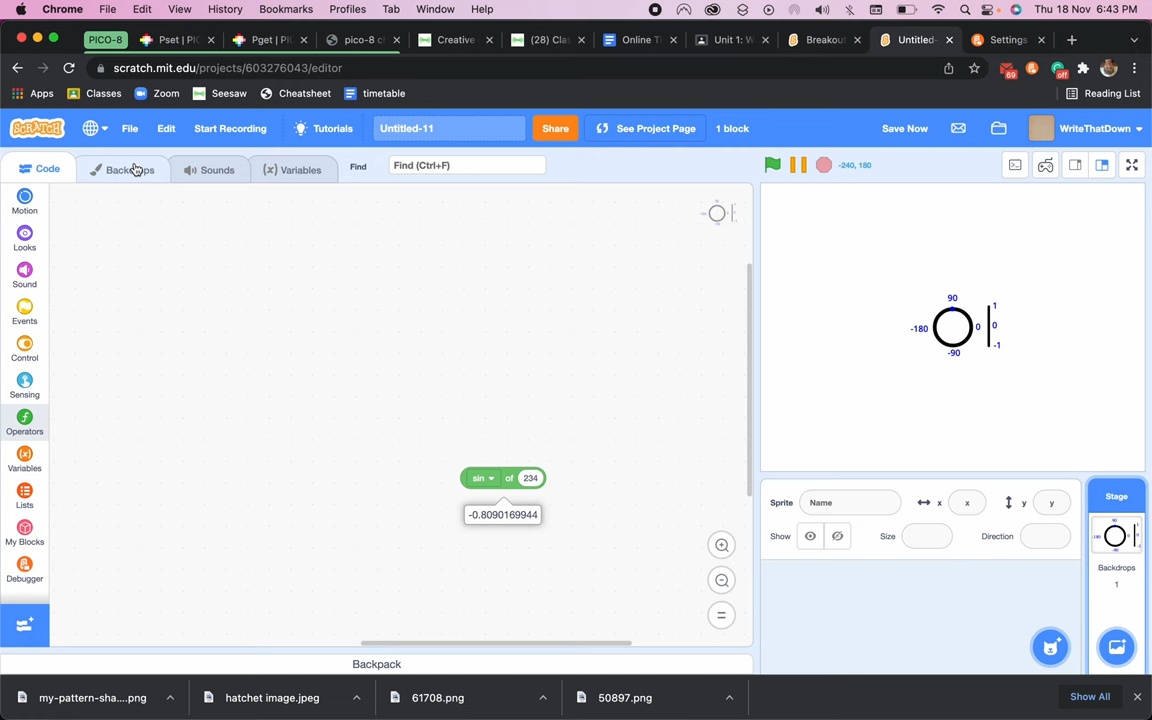 Chrome File Edit View History Bookmarks Profiles Tab Window Help Thu 18 Nov 6:43 PM
PICO-8 Pset | PI Pget | PIC pico-8 c Creative (28) Cla Online T Unit 1: W Breakou Untitled- Settings
scratch.mit.edu/projects/603276043/editor 69 off
Apps Classes Zoom Seesaw Cheatsheet timetable Reading List
SCRATCH File Edit Start Recording Tutorials Untitled-11 Share See Project Page 1 block Save Now WriteThatDown
Code Backdrops Sounds (x) Variables Find Find (Ctrl+F) -240, 180
Motion
Looks
Sound
Events
Control
Sensing
Operators
Variables
Lists
My Blocks
Debugger
sin of 234
-0.8090169944
90
1
-180 0 0
-1
-90
Sprite Name x x y y
Show Size Direction
Stage
Backdrops
1
Backpack
my-pattern-sha....png hatchet image.jpeg 61708.png 50897.png Show All